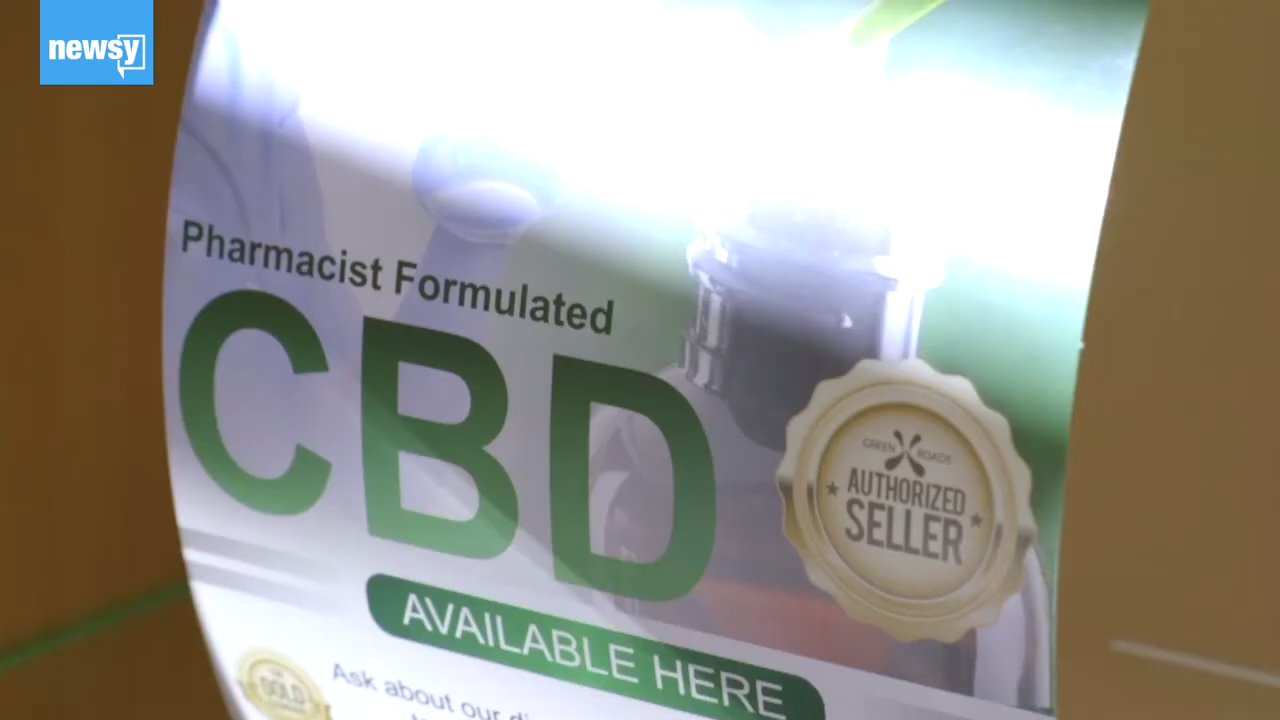 newsy
Pharmacist Formulated
CBD
GREEN ROADS
AUTHORIZED
SELLER
AVAILABLE HERE
GOLD
Ask about our